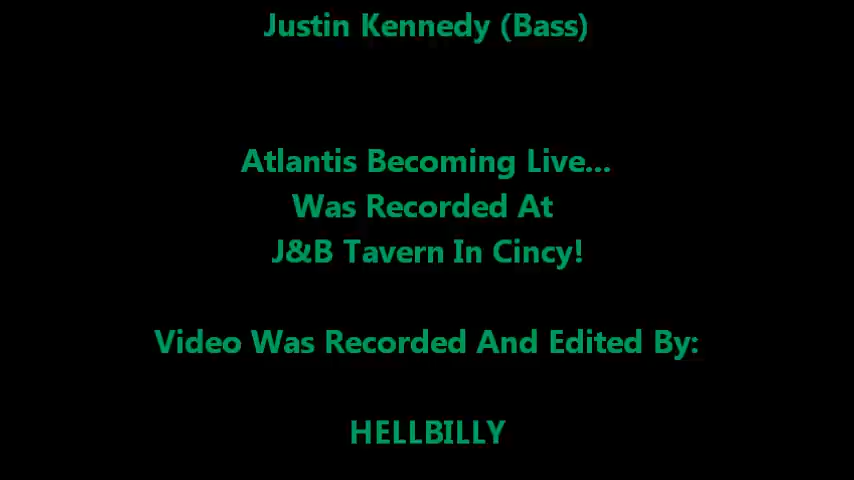 Justin Kennedy (Bass)
Atlantis Becoming Live...
Was Recorded At
J&B Tavern In Cincy!
Video Was Recorded And Edited By:
HELLBILLY